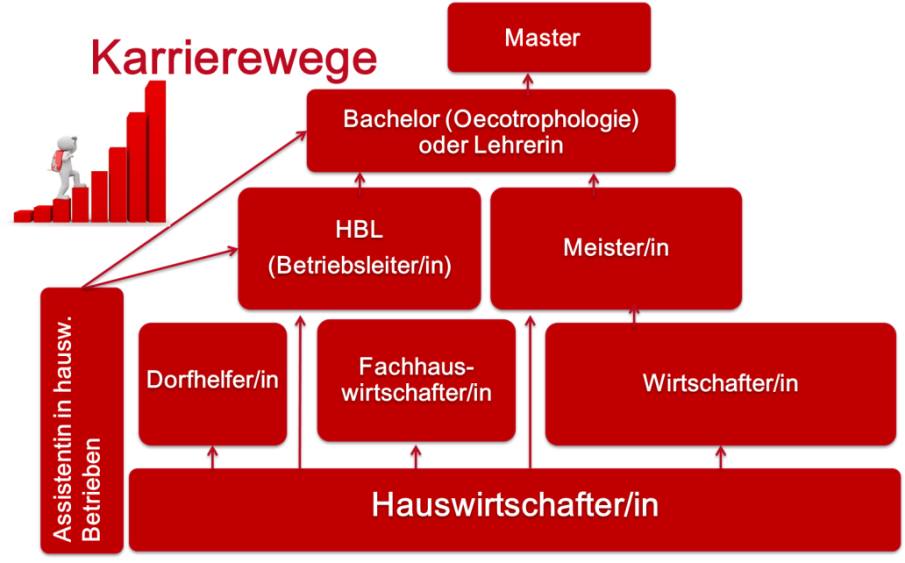 Karrierewege
Master
Bachelor (Oecotrophologie)
oder Lehrerin
HBL
(Betriebsleiter/in)
Meister/in
Assistentin in hausw.
Betrieben
Dorfhelfer/in
Fachhaus-
wirtschafter/in
Wirtschafter/in
Hauswirtschafter/in